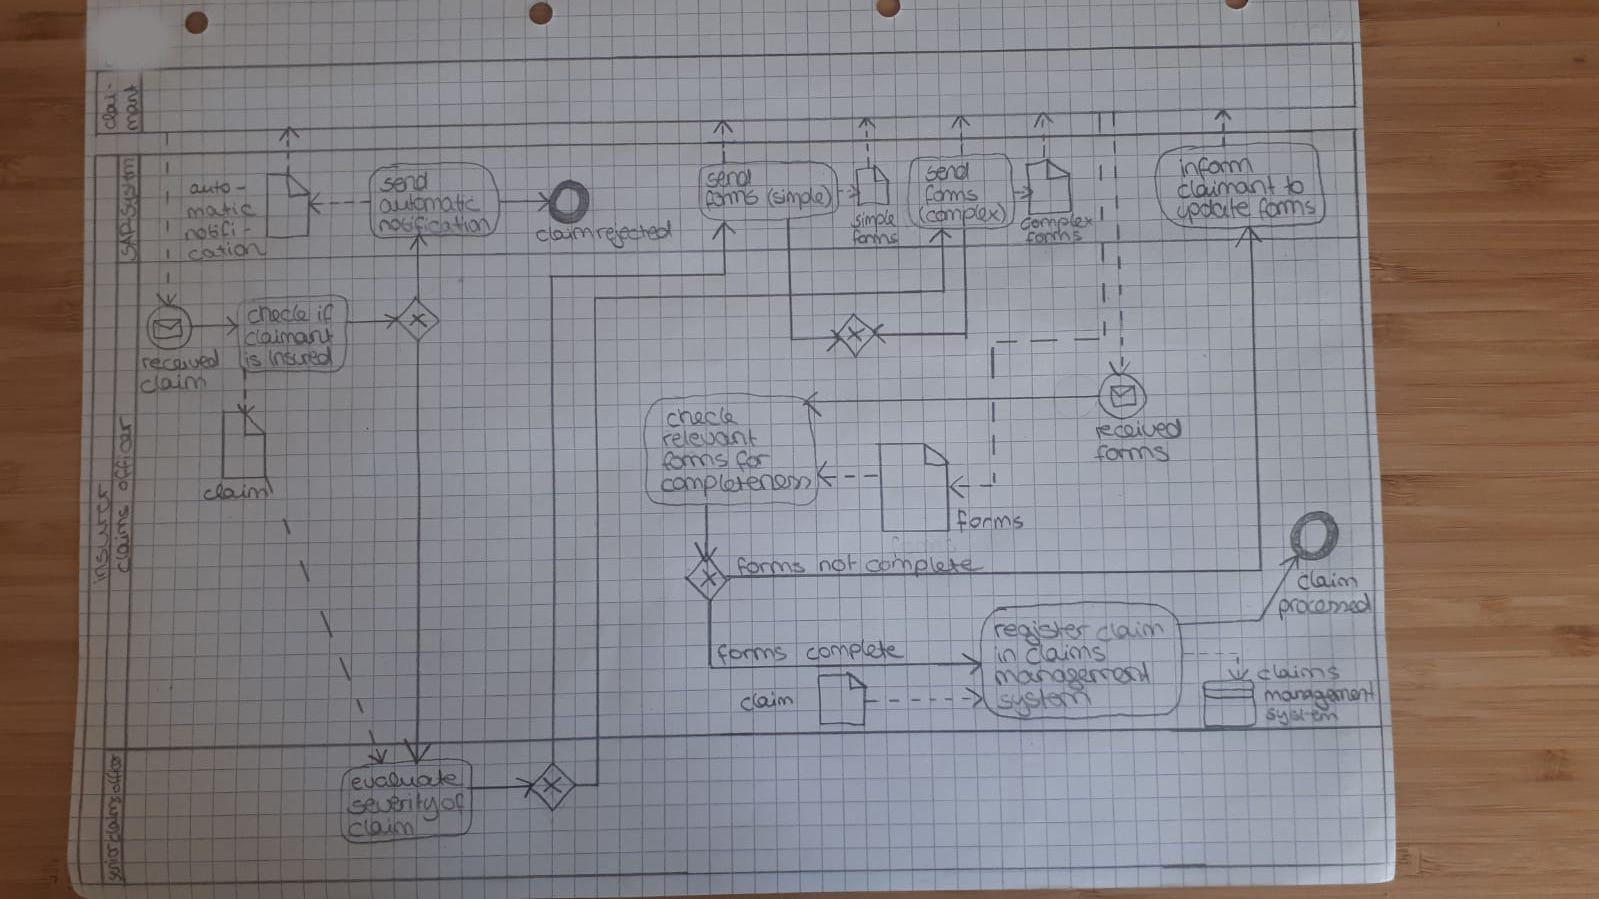 clai-
mant
insurer
SAP System
claims officer
senior claims officer
auto-
matic
notifi-
cation
send
automatic
notification
claim rejected
send
forms (simple)
simple
forms
send
forms
(complex)
complex
forms
inform
claimant to
update forms
received
claim
check if
claimant
is insured
claim
check
relevant
forms for
completeness
forms
received
forms
forms not complete
forms complete
claim
register claim
in claims
management
system
claim
processed
claims
management
system
evaluate
severity of
claim